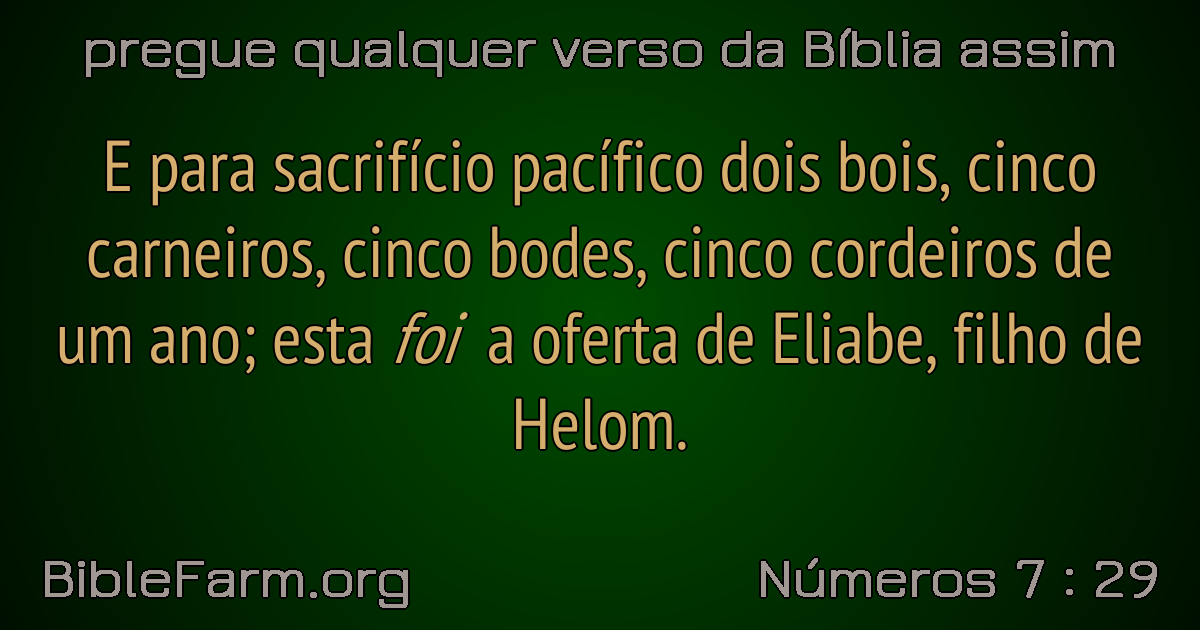 pregue qualquer verso da Bíblia assim
E para sacrifício pacífico dois bois, cinco
carneiros, cinco bodes, cinco cordeiros de
um ano; esta foi a oferta de Eliabe, filho de
Helom.
BibleFarm.org
Números 7 : 29